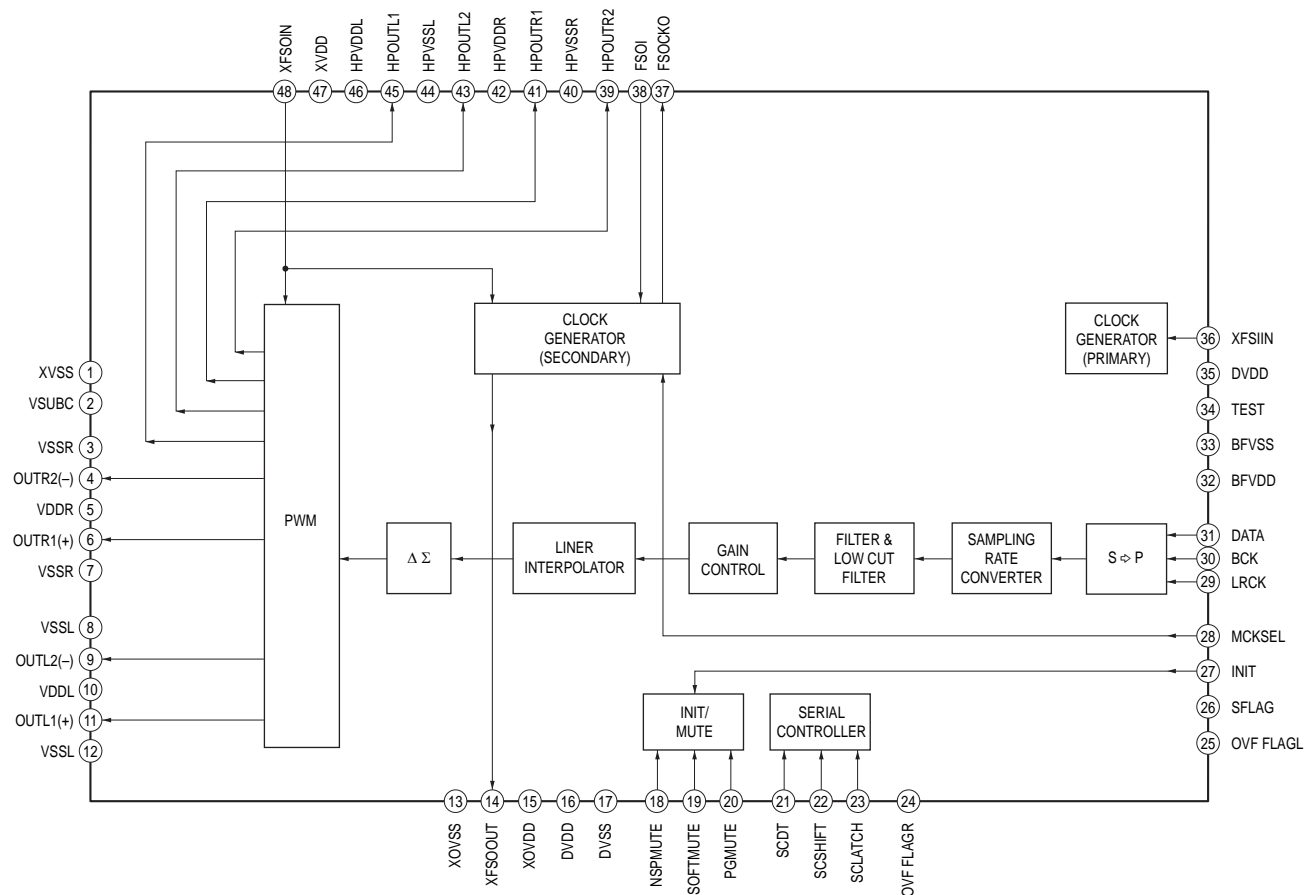 XFSOIN
XVDD
HPVDDL
HPOUTL1
HPVSSL
HPOUTL2
HPVDDR
HPOUTR1
HPVSSR
HPOUTR2
FSOI
FSOCKO
48
47
46
45
44
43
42
41
40
39
38
37
CLOCK
GENERATOR
(SECONDARY)
CLOCK
GENERATOR
(PRIMARY)
XVSS 1
VSUBC 2
VSSR 3
OUTR2(–) 4
VDDR 5
OUTR1(+) 6
VSSR 7
VSSL 8
OUTL2(–) 9
VDDL 10
OUTL1(+) 11
VSSL 12
PWM
Δ Σ
LINER
INTERPOLATOR
GAIN
CONTROL
FILTER &
LOW CUT
FILTER
SAMPLING
RATE
CONVERTER
S ⇨ P
36 XFSIIN
35 DVDD
34 TEST
33 BFVSS
32 BFVDD
31 DATA
30 BCK
29 LRCK
28 MCKSEL
27 INIT
26 SFLAG
25 OVF FLAGL
INIT/
MUTE
SERIAL
CONTROLLER
13
14
15
16
17
18
19
20
21
22
23
24
XOVSS
XFSOOUT
XOVDD
DVDD
DVSS
NSPMUTE
SOFTMUTE
PGMUTE
SCDT
SCSHIFT
SCLATCH
OVF FLAGR